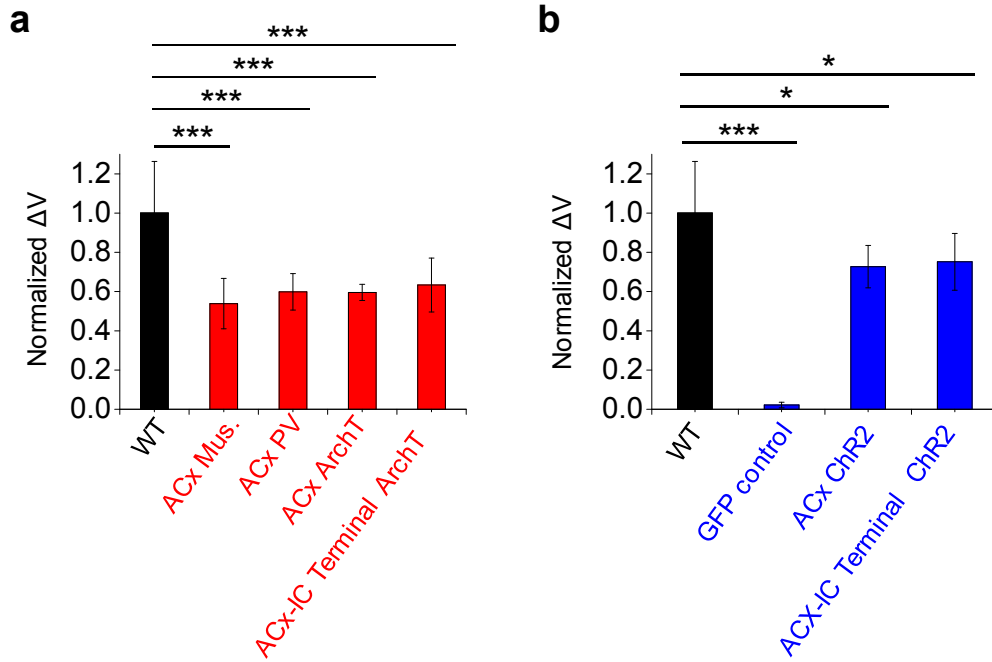 a
***
***
***
***
Normalized ΔV
1.2
1.0
0.8
0.6
0.4
0.2
0.0
WT
ACx Mus.
ACx PV
ACx ArchT
ACx-IC Terminal ArchT
b
*
*
***
Normalized ΔV
1.2
1.0
0.8
0.6
0.4
0.2
0.0
WT
GFP control
ACx ChR2
ACX-IC Terminal ChR2